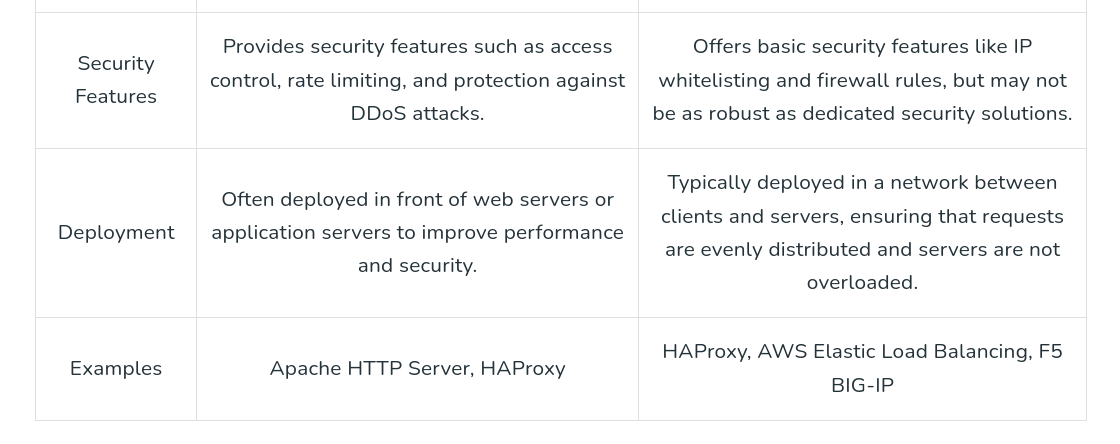 Security
Features
Provides security features such as access
control, rate limiting, and protection against
DDoS attacks.
Offers basic security features like IP
whitelisting and firewall rules, but may not
be as robust as dedicated security solutions.
Deployment
Often deployed in front of web servers or
application servers to improve performance
and security.
Typically deployed in a network between
clients and servers, ensuring that requests
are evenly distributed and servers are not
overloaded.
Examples
Apache HTTP Server, HAProxy
HAProxy, AWS Elastic Load Balancing, F5
BIG-IP